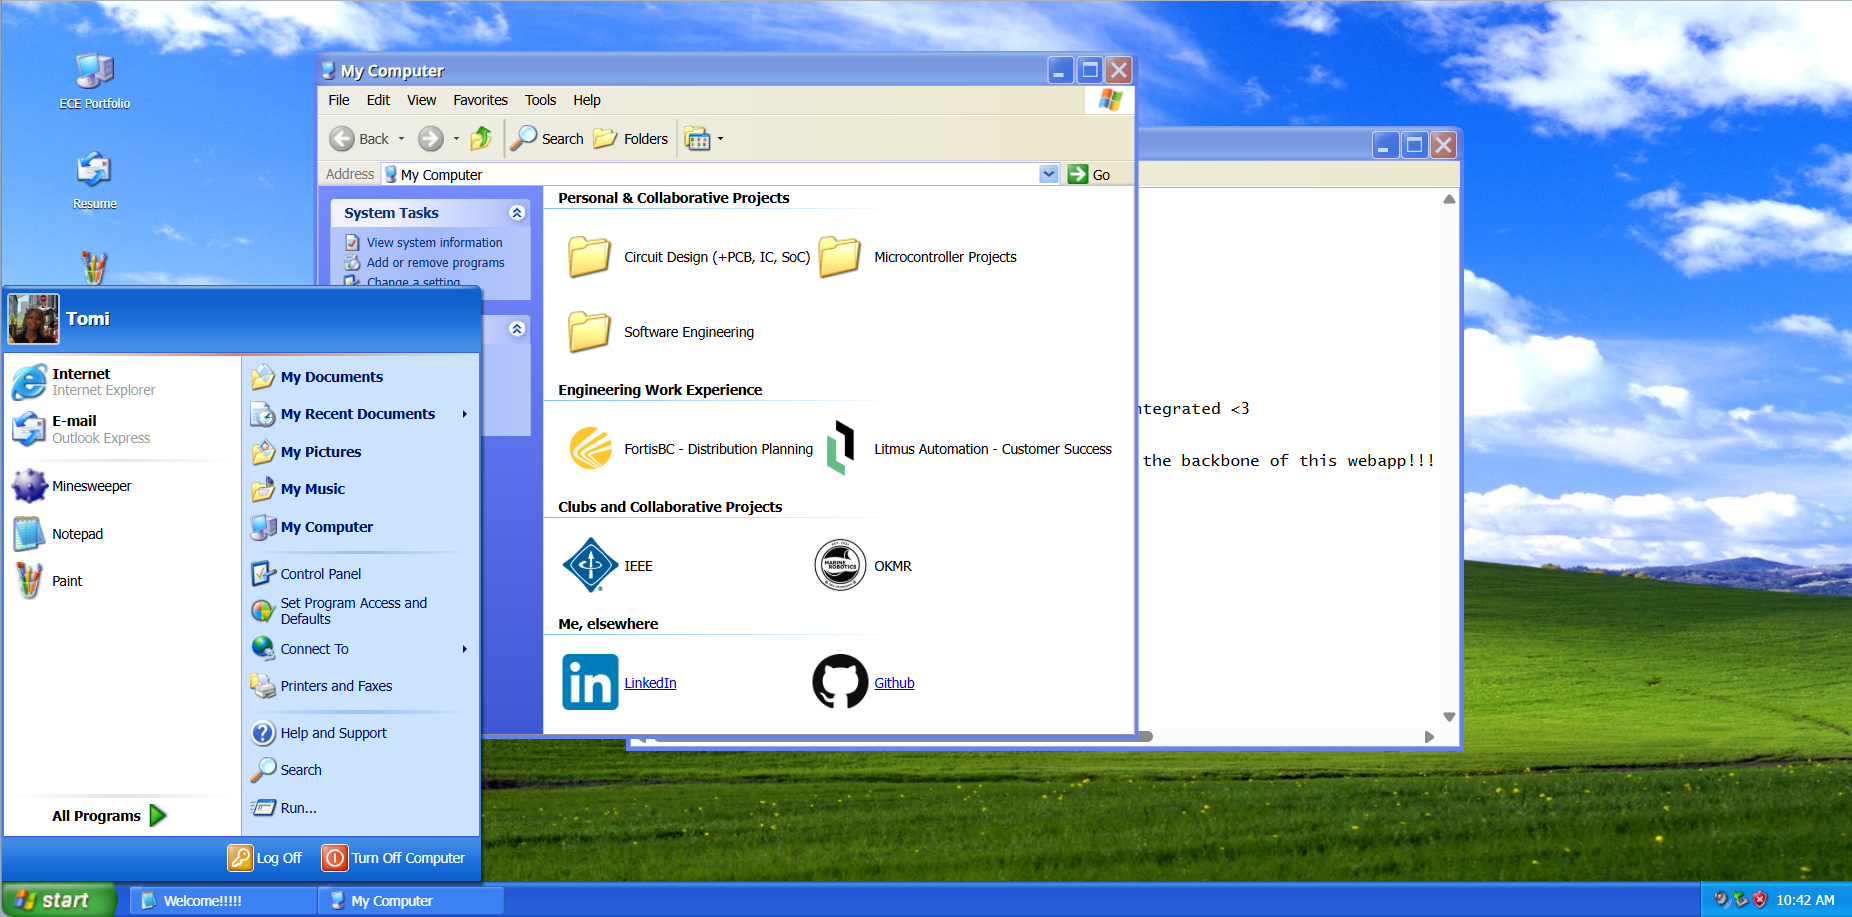 ECE Portfolio
Resume
My Computer
File Edit View Favorites Tools Help
Back Search Folders
Address My Computer Go
System Tasks
View system information
Add or remove programs
Change a setting
Personal & Collaborative Projects
Circuit Design (+PCB, IC, SoC) Microcontroller Projects
Software Engineering
Engineering Work Experience
FortisBC - Distribution Planning Litmus Automation - Customer Success
Clubs and Collaborative Projects
IEEE
MARINE
ROBOTICS
OKMR
Me, elsewhere
in LinkedIn Github
<3
the backbone of this webapp!!!
Tomi
Internet
Internet Explorer
E-mail
Outlook Express
Minesweeper
Notepad
Paint
All Programs
My Documents
My Recent Documents
My Pictures
My Music
My Computer
Control Panel
Set Program Access and
Defaults
Connect To
Printers and Faxes
Help and Support
Search
Run...
Log Off Turn Off Computer
start Welcome!!!!! My Computer 10:42 AM